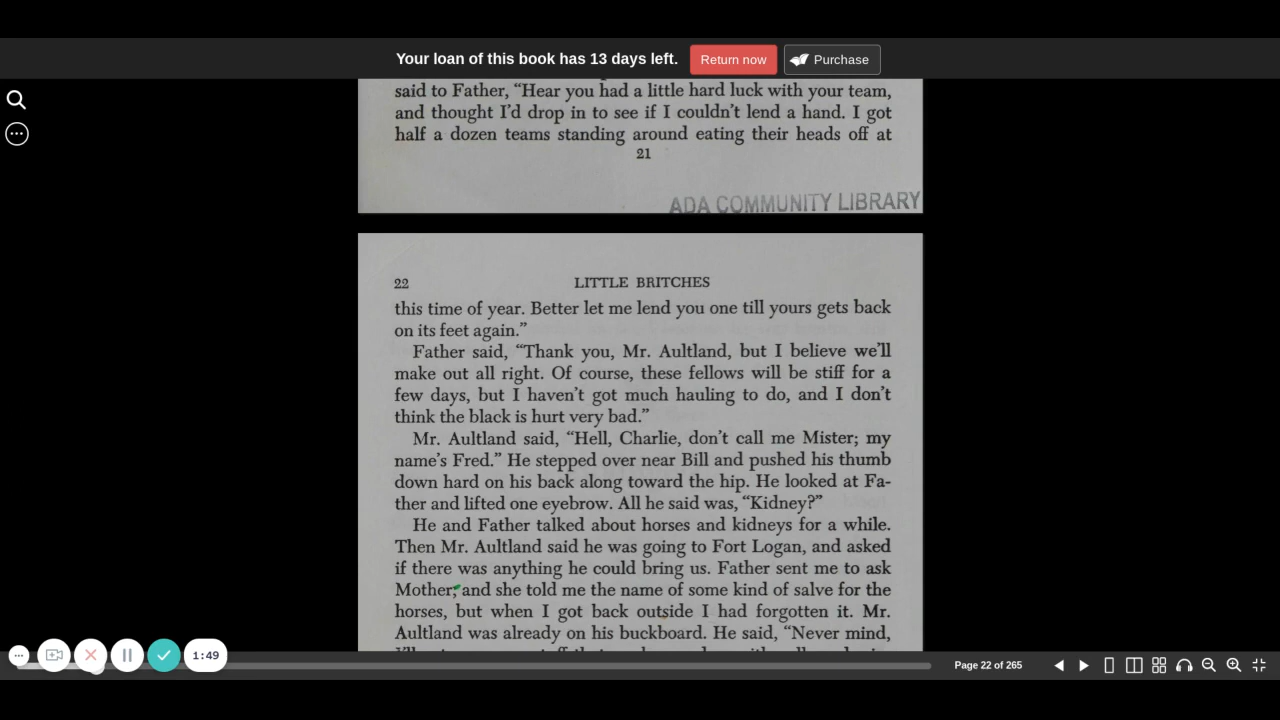 Your loan of this book has 13 days left. Return now Purchase
said to Father, “Hear you had a little hard luck with your team,
and thought I’d drop in to see if I couldn’t lend a hand. I got
half a dozen teams standing around eating their heads off at
21
ADA COMMUNITY LIBRARY
22 LITTLE BRITCHES
this time of year. Better let me lend you one till yours gets back
on its feet again.”
Father said, “Thank you, Mr. Aultland, but I believe we’ll
make out all right. Of course, these fellows will be stiff for a
few days, but I haven’t got much hauling to do, and I don’t
think the black is hurt very bad.”
Mr. Aultland said, “Hell, Charlie, don’t call me Mister; my
name’s Fred.” He stepped over near Bill and pushed his thumb
down hard on his back along toward the hip. He looked at Fa-
ther and lifted one eyebrow. All he said was, “Kidney?”
He and Father talked about horses and kidneys for a while.
Then Mr. Aultland said he was going to Fort Logan, and asked
if there was anything he could bring us. Father sent me to ask
Mother, and she told me the name of some kind of salve for the
horses, but when I got back outside I had forgotten it. Mr.
Aultland was already on his buckboard. He said, “Never mind,
1:49
Page 22 of 265